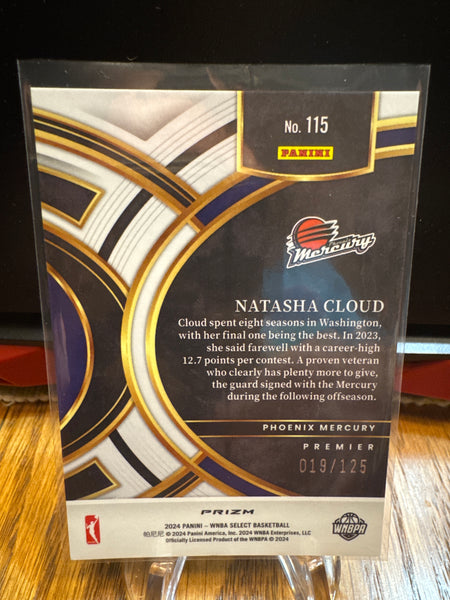 No. 115
PANINI
Mercury
NATASHA CLOUD
Cloud spent eight seasons in Washington,
with her final one being the best. In 2023,
she said farewell with a career-high
12.7 points per contest. A proven veteran
who clearly has plenty more to give,
the guard signed with the Mercury
during the following offseason.
PHOENIX MERCURY
PREMIER
019/125
PRIZM
2024 PANINI – WNBA SELECT BASKETBALL
帕尼尼 © 2024 Panini America, Inc. © 2024 WNBA Enterprises, LLC
Officially Licensed Product of the WNBPA © 2024
WNBPA